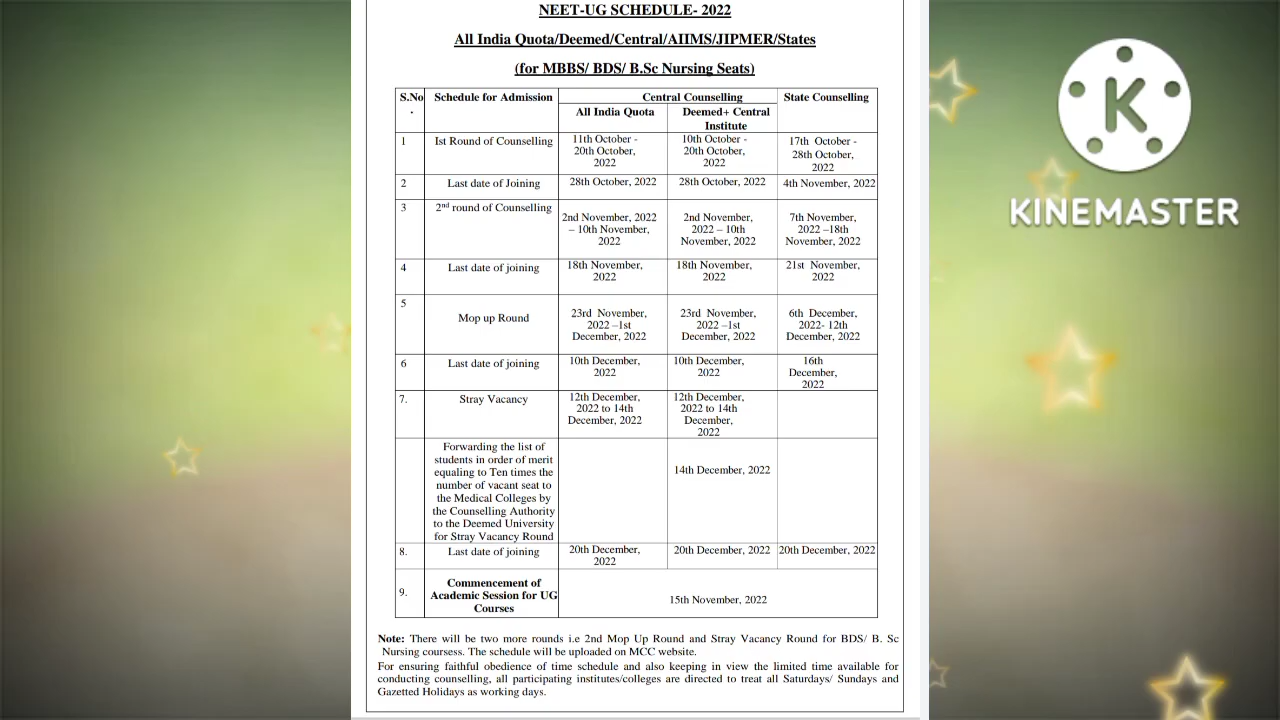 NEET-UG SCHEDULE- 2022
All India Quota/Deemed/Central/AIIMS/JIPMER/States
(for MBBS/ BDS/ B.Sc Nursing Seats)
S.No. Schedule for Admission Central Counselling State Counselling
All India Quota Deemed+ Central Institute
1 Ist Round of Counselling 11th October - 20th October, 2022 10th October - 20th October, 2022 17th October - 28th October, 2022
2 Last date of Joining 28th October, 2022 28th October, 2022 4th November, 2022
3 2nd round of Counselling 2nd November, 2022 – 10th November, 2022 2nd November, 2022 – 10th November, 2022 7th November, 2022 –18th November, 2022
4 Last date of joining 18th November, 2022 18th November, 2022 21st November, 2022
5 Mop up Round 23rd November, 2022 –1st December, 2022 23rd November, 2022 –1st December, 2022 6th December, 2022- 12th December, 2022
6 Last date of joining 10th December, 2022 10th December, 2022 16th December, 2022
7. Stray Vacancy 12th December, 2022 to 14th December, 2022 12th December, 2022 to 14th December, 2022
Forwarding the list of
students in order of merit
equaling to Ten times the
number of vacant seat to
the Medical Colleges by
the Counselling Authority
to the Deemed University
for Stray Vacancy Round
14th December, 2022
8. Last date of joining 20th December, 2022 20th December, 2022 20th December, 2022
9. Commencement of Academic Session for UG Courses 15th November, 2022
Note: There will be two more rounds i.e 2nd Mop Up Round and Stray Vacancy Round for BDS/ B. Sc
Nursing coursess. The schedule will be uploaded on MCC website.
For ensuring faithful obedience of time schedule and also keeping in view the limited time available for
conducting counselling, all participating institutes/colleges are directed to treat all Saturdays/ Sundays and
Gazetted Holidays as working days.
K
KINEMASTER